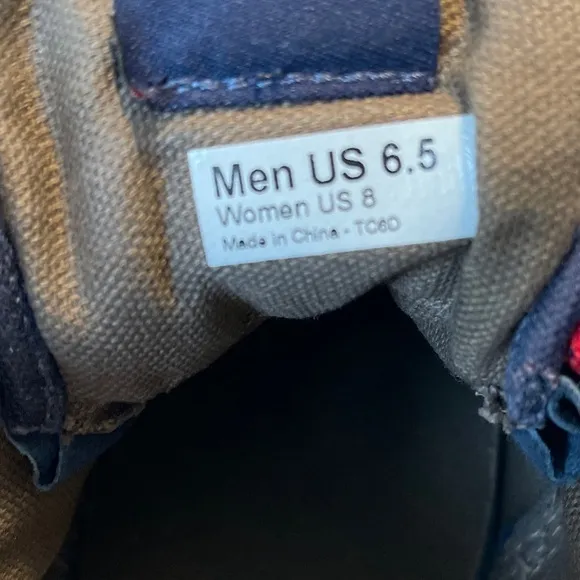 Men US 6.5
Women US 8
Made in China - TC6D